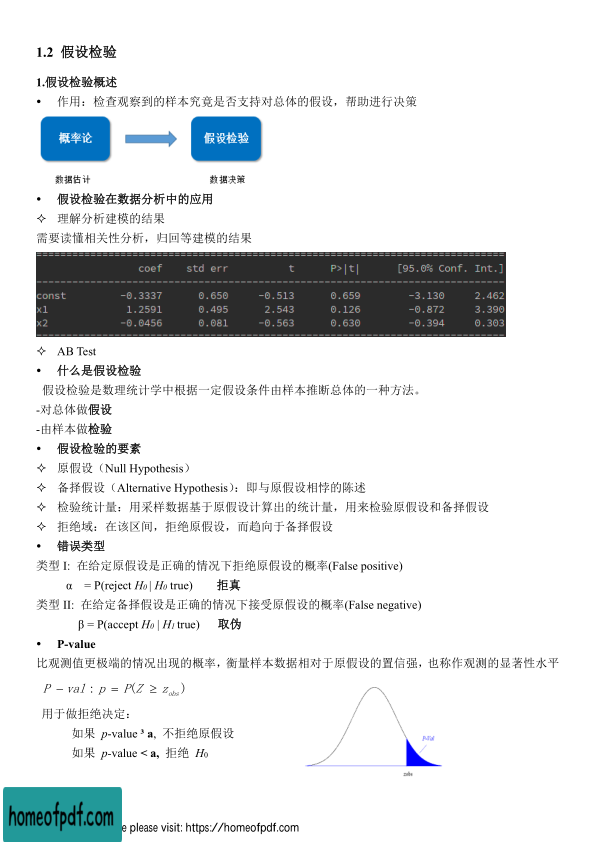 1.2 假设检验
1.假设检验概述
• 作用：检查观察到的样本究竟是否支持对总体的假设，帮助进行决策
概率论 假设检验
数据估计 数据决策
• 假设检验在数据分析中的应用
✧ 理解分析建模的结果
需要读懂相关性分析，归回等建模的结果
coef std err t P>|t| [95.0% Conf. Int.]
const -0.3337 0.650 -0.513 0.659 -3.130 2.462
x1 1.2591 0.495 2.543 0.126 -0.872 3.390
x2 -0.0456 0.081 -0.563 0.630 -0.394 0.303
✧ AB Test
• 什么是假设检验
假设检验是数理统计学中根据一定假设条件由样本推断总体的一种方法。
-对总体做假设
-由样本做检验
• 假设检验的要素
✧ 原假设（Null Hypothesis）
✧ 备择假设（Alternative Hypothesis）：即与原假设相悖的陈述
✧ 检验统计量：用采样数据基于原假设计算出的统计量，用来检验原假设和备择假设
✧ 拒绝域：在该区间，拒绝原假设，而趋向于备择假设
• 错误类型
类型 I: 在给定原假设是正确的情况下拒绝原假设的概率(False positive)
α = P(reject H0 | H0 true) 拒真
类型 II: 在给定备择假设是正确的情况下接受原假设的概率(False negative)
β = P(accept H0 | H1 true) 取伪
• P-value
比观测值更极端的情况出现的概率，衡量样本数据相对于原假设的置信强，也称作观测的显著性水平
P − val : p = P(Z ≥ zobs)
用于做拒绝决定：
如果 p-value ³ a, 不拒绝原假设
如果 p-value < a, 拒绝 H0
P-Val
zobs
homeofpdf.com
e please visit: https://homeofpdf.com